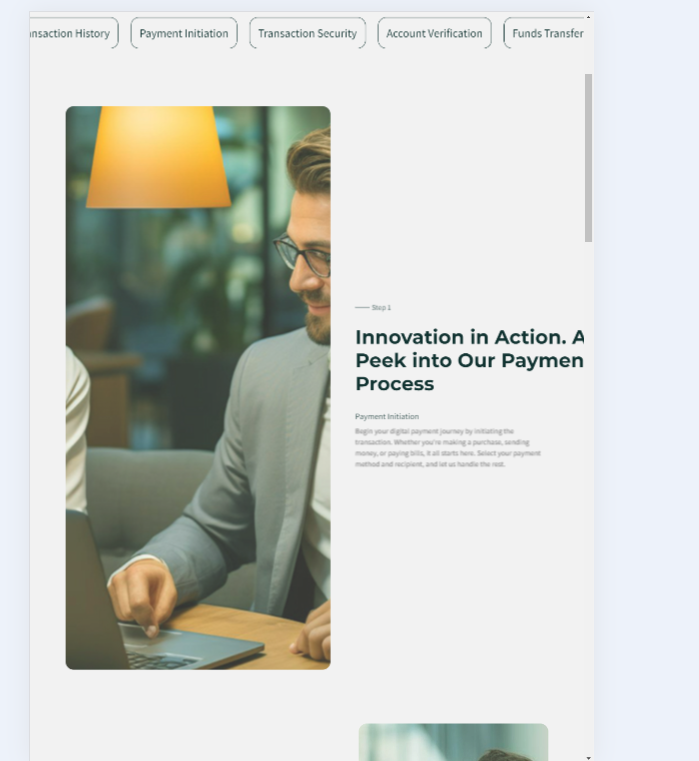 nsaction History
Payment Initiation
Transaction Security
Account Verification
Funds Transfer
Step 1
Innovation in Action. A
Peek into Our Paymen
Process
Payment Initiation
Begin your digital payment journey by initiating the
transaction. Whether you're making a purchase, sending
money, or paying bills, it all starts here. Select your payment
method and recipient, and let us handle the rest.